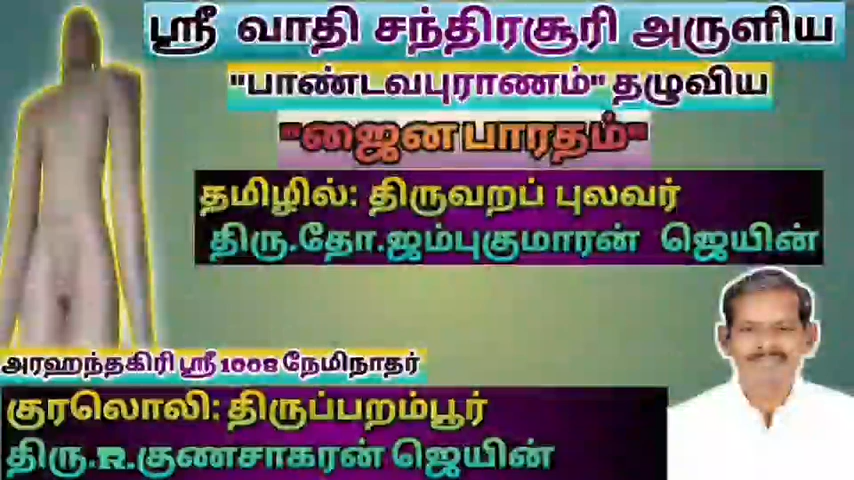 ஸ்ரீ வாதி சந்திரசூரி அருளிய
"பாண்டவபுராணம்" தழுவிய
"ஜைன பாரதம்"
தமிழில்: திருவறப் புலவர்
திரு.தோ.ஜம்புகுமாரன் ஜெயின்
அரஹந்தகிரி ஸ்ரீ 1008 நேமிநாதர்
குரலொலி: திருப்பறம்பூர்
திரு.R.குணசாகரன் ஜெயின்